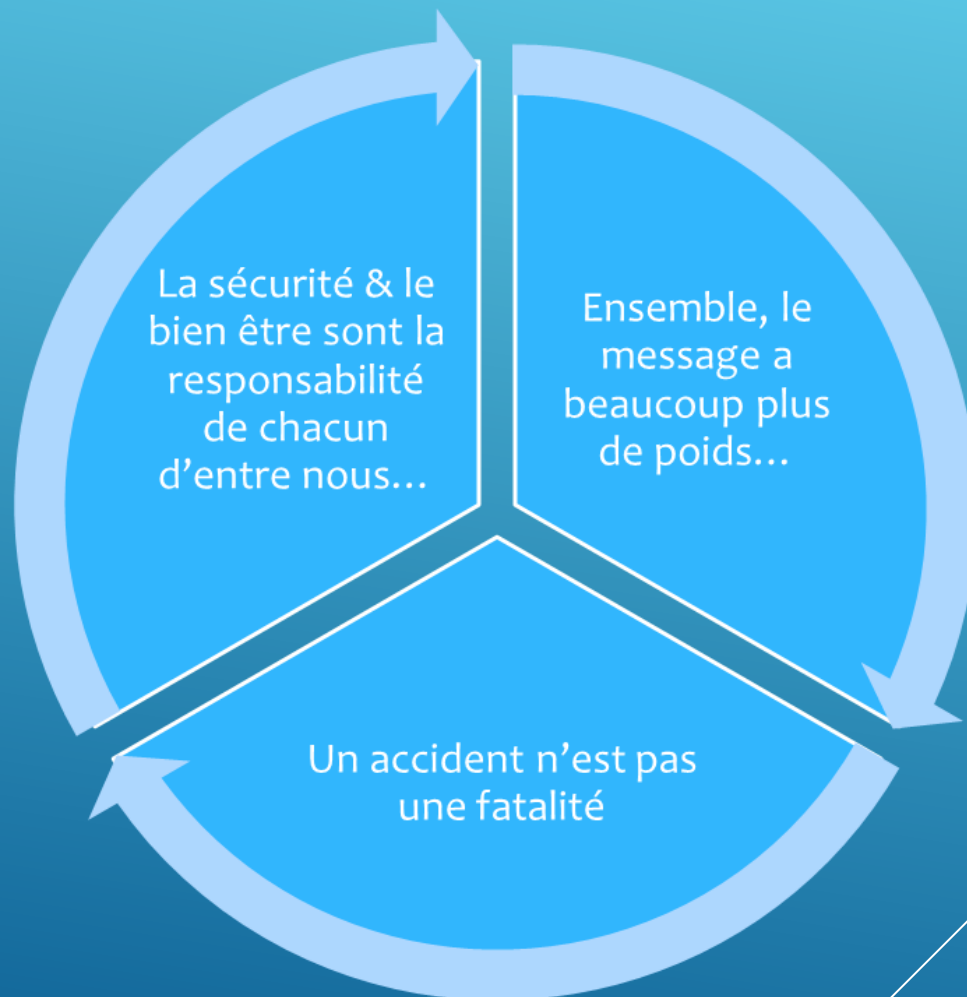 La sécurité & le
bien être sont la
responsabilité
de chacun
d’entre nous…
Ensemble, le
message a
beaucoup plus
de poids…
Un accident n’est pas
une fatalité